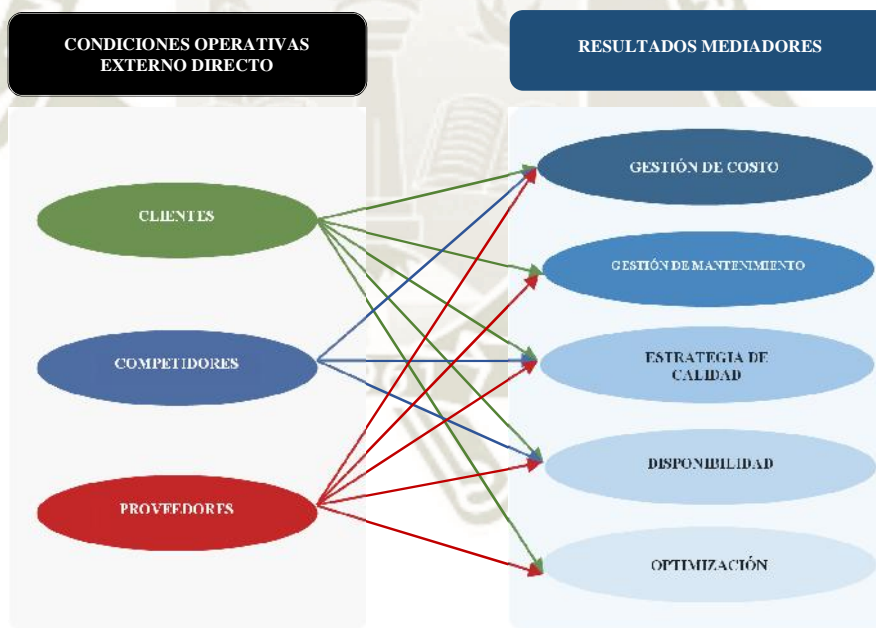 CONDICIONES OPERATIVAS
EXTERNO DIRECTO
RESULTADOS MEDIADORES
CLIENTES
COMPETIDORES
PROVEEDORES
GESTIÓN DE COSTO
GESTIÓN DE MANTENIMIENTO
ESTRATEGIA DE
CALIDAD
DISPONIBILIDAD
OPTIMIZACIÓN